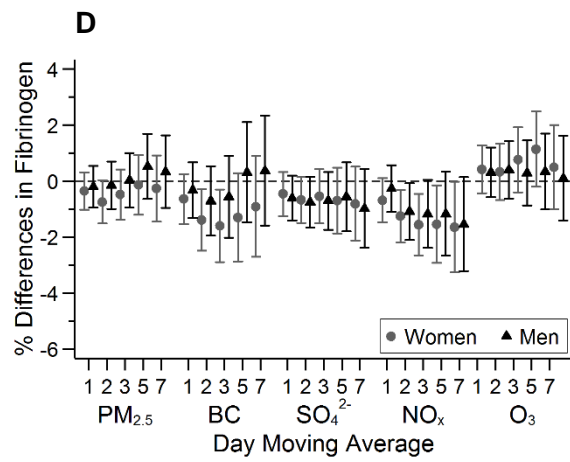 D
% Differences in Fibrinogen
4
2
0
-2
-4
-6
Women Men
1 2 3 5 7 1 2 3 5 7 1 2 3 5 7 1 2 3 5 7 1 2 3 5 7
PM2.5 BC SO4 2- NOx O3
Day Moving Average